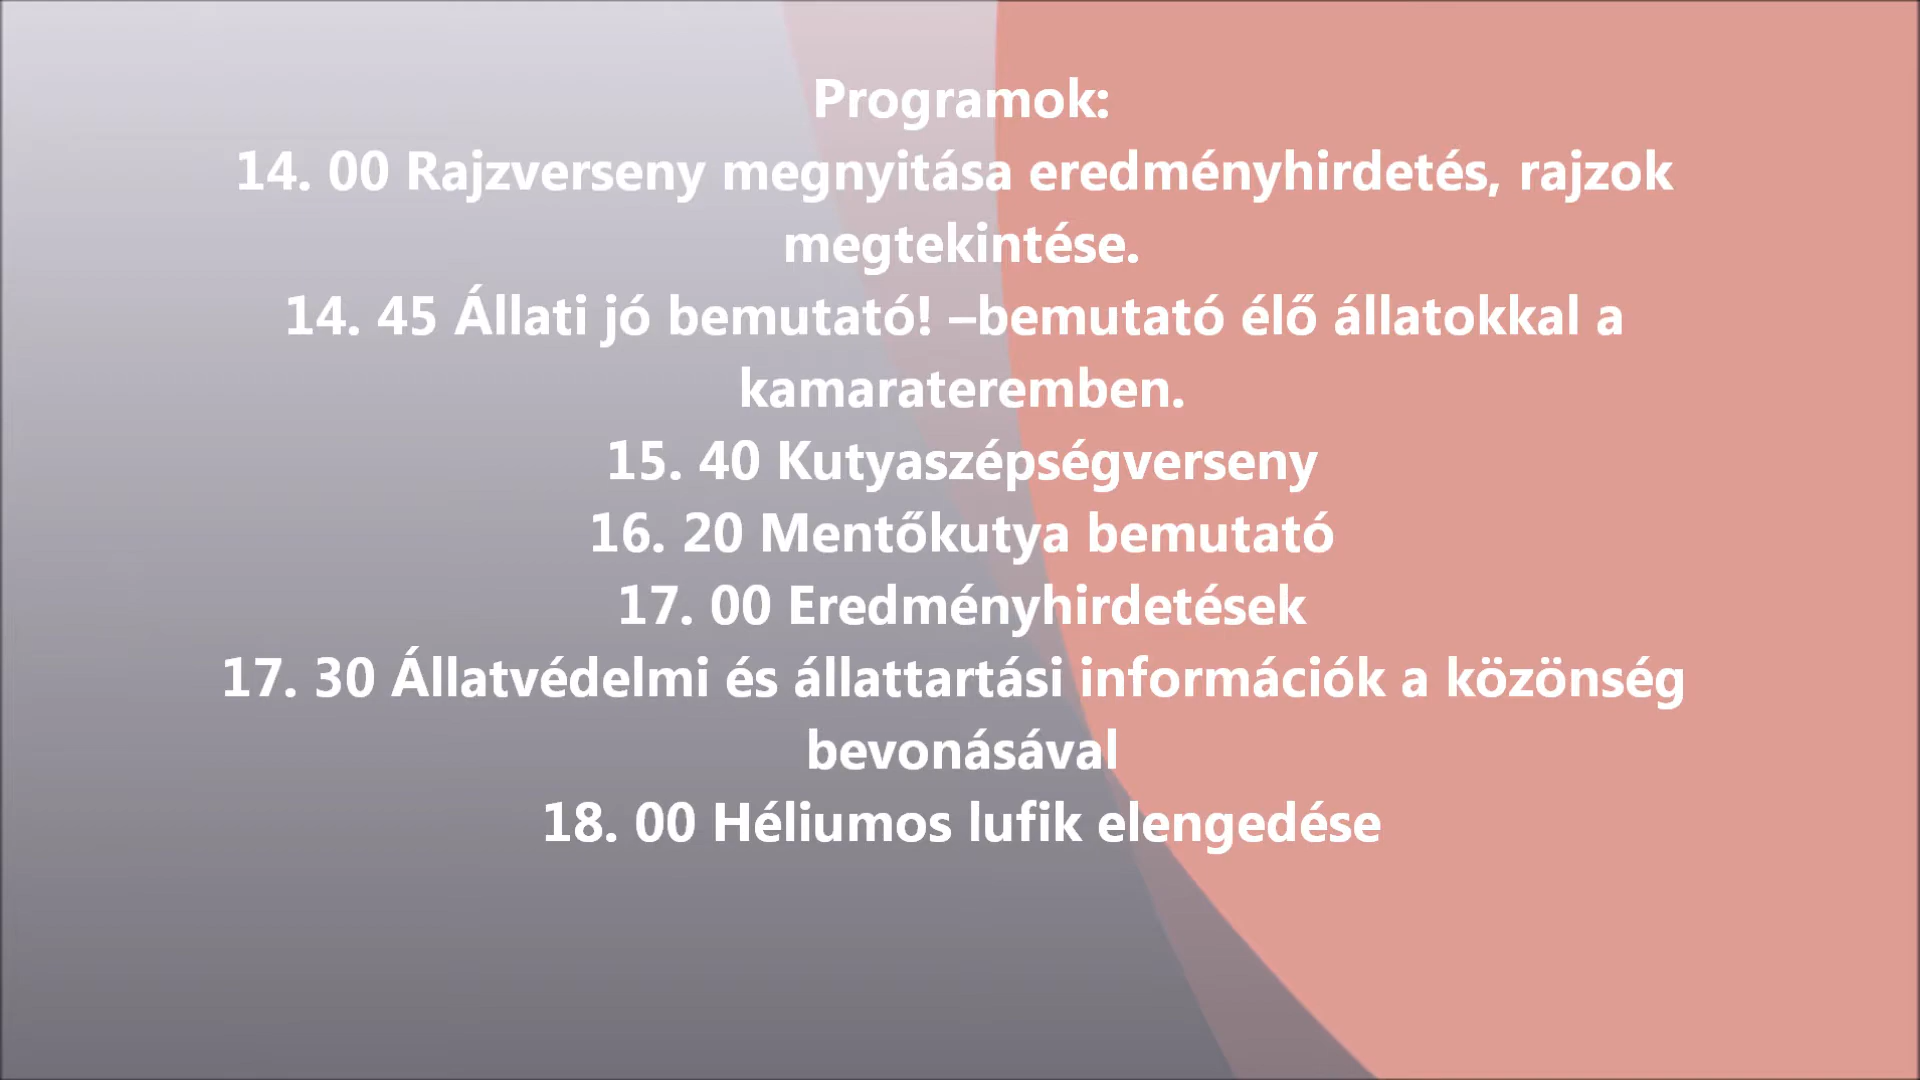 Programok:
14. 00 Rajzverseny megnyitása eredményhirdetés, rajzok
megtekintése.
14. 45 Állati jó bemutató! –bemutató élő állatokkal a
kamarateremben.
15. 40 Kutyaszépségverseny
16. 20 Mentőkutya bemutató
17. 00 Eredményhirdetések
17. 30 Állatvédelmi és állattartási információk a közönség
bevonásával
18. 00 Héliumos lufik elengedése